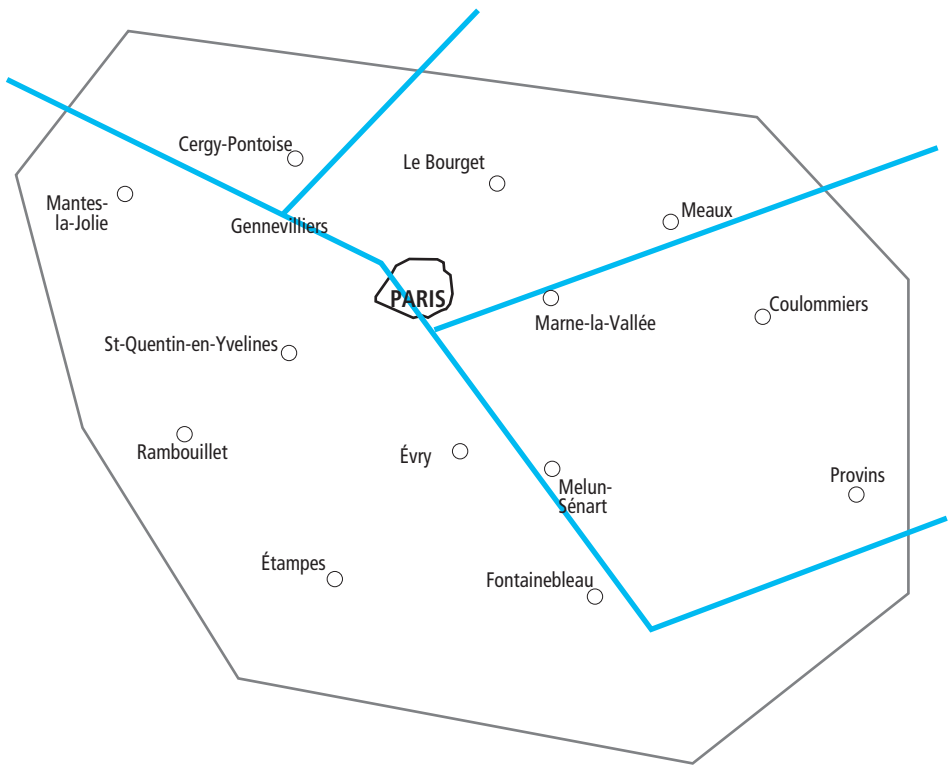 Cergy-Pontoise
Le Bourget
Mantes-
la-Jolie
Meaux
Gennevilliers
PARIS
Marne-la-Vallée
Coulommiers
St-Quentin-en-Yvelines
Rambouillet
Évry
Melun-
Sénart
Provins
Étampes
Fontainebleau